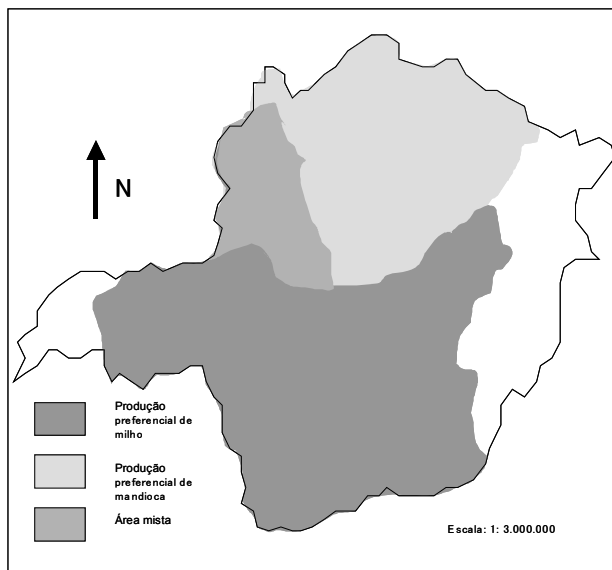 N
Produção
preferencial de
milho
Produção
preferencial de
mandioca
Área mista
Escala: 1: 3.000.000